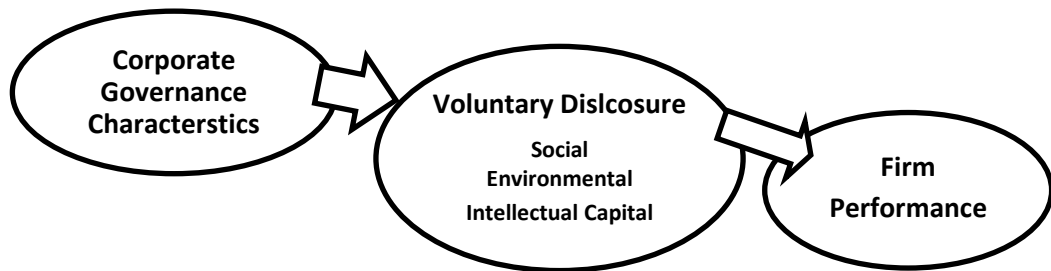 Corporate
Governance
Characterstics
Voluntary Dislcosure
Social
Environmental
Intellectual Capital
Firm
Performance